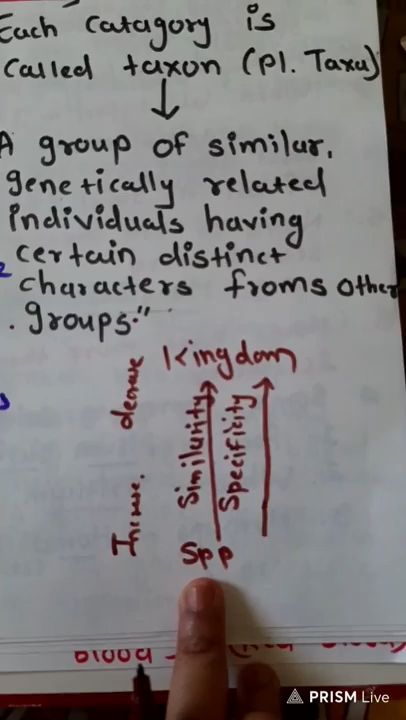 Each Catagory is
Called taxon (Pl. Taxa)
A group of similar,
genetically related
individuals having
certain distinct
characters froms other
groups."
Kingdom
decrease
Similarity
Specificity
Increase.
Spp
PRISM Live